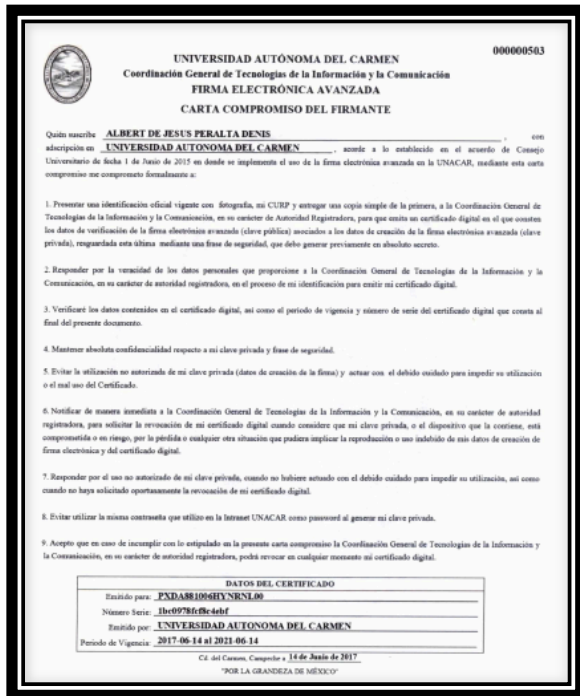 000000503
UNIVERSIDAD AUTÓNOMA DEL CARMEN
Coordinación General de Tecnologías de la Información y la Comunicación
FIRMA ELECTRÓNICA AVANZADA
CARTA COMPROMISO DEL FIRMANTE
Quién suscribe ALBERT DE JESUS PERALTA DENIS , con
adscripción en UNIVERSIDAD AUTONOMA DEL CARMEN , acorde a lo establecido en el acuerdo de Consejo
Universitario de fecha 1 de Junio de 2015 en donde se implementa el uso de la firma electrónica avanzada en la UNACAR, mediante esta carta
compromiso me comprometo formalmente a:
1. Presentar una identificación oficial vigente con fotografía, mi CURP y entregar una copia simple de la primera, a la Coordinación General de
Tecnologías de la Información y la Comunicación, en su carácter de Autoridad Registradora, para que emita un certificado digital en el que consten
los datos de verificación de la firma electrónica avanzada (clave pública) asociados a los datos de creación de la firma electrónica avanzada (clave
privada), resguardada esta última mediante una frase de seguridad, que debo generar previamente en absoluto secreto.
2. Responder por la veracidad de los datos personales que proporcione a la Coordinación General de Tecnologías de la Información y la
Comunicación, en su carácter de autoridad registradora, en el proceso de mi identificación para emitir mi certificado digital.
3. Verificaré los datos contenidos en el certificado digital, así como el periodo de vigencia y número de serie del certificado digital que consta al
final del presente documento.
4. Mantener absoluta confidencialidad respecto a mi clave privada y frase de seguridad.
5. Evitar la utilización no autorizada de mi clave privada (datos de creación de la firma) y actuar con el debido cuidado para impedir su utilización
o el mal uso del Certificado.
6. Notificar de manera inmediata a la Coordinación General de Tecnologías de la Información y la Comunicación, en su carácter de autoridad
registradora, para solicitar la revocación de mi certificado digital cuando considere que mi clave privada, o el dispositivo que la contiene, está
comprometida o en riesgo, por la pérdida o cualquier otra situación que pudiera implicar la reproducción o uso indebido de mis datos de creación de
firma electrónica y del certificado digital.
7. Responder por el uso no autorizado de mi clave privada, cuando no hubiere actuado con el debido cuidado para impedir su utilización, así como
cuando no haya solicitado oportunamente la revocación de mi certificado digital.
8. Evitar utilizar la misma contraseña que utilizo en la Intranet UNACAR como password al generar mi clave privada.
9. Acepto que en caso de incumplir con lo estipulado en la presente carta compromiso la Coordinación General de Tecnologías de la Información y
la Comunicación, en su carácter de autoridad registradora, podrá revocar en cualquier momento mi certificado digital.
DATOS DEL CERTIFICADO
Emitido para: PXDA881006HYNRNL00
Número Serie: 1bc0978fcf8c4ebf
Emitido por: UNIVERSIDAD AUTONOMA DEL CARMEN
Periodo de Vigencia: 2017-06-14 al 2021-06-14
Cd. del Carmen, Campeche a 14 de Junio de 2017
"POR LA GRANDEZA DE MÉXICO"